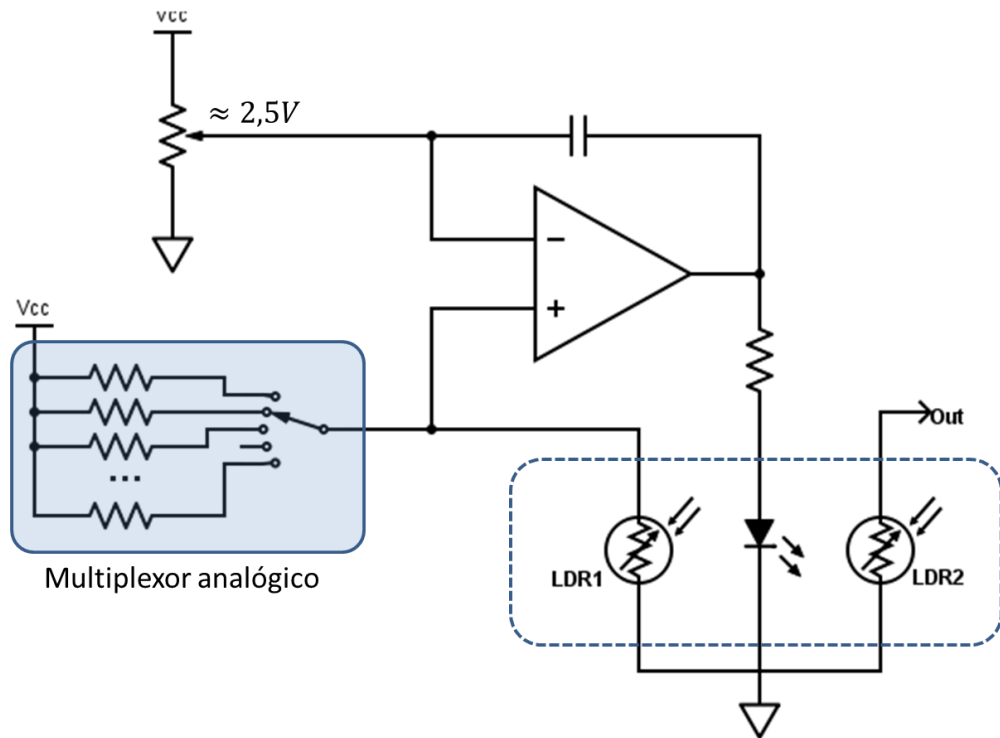 Vcc
≈ 2,5V
−
+
Vcc
...
Multiplexor analógico
Out
LDR1
LDR2